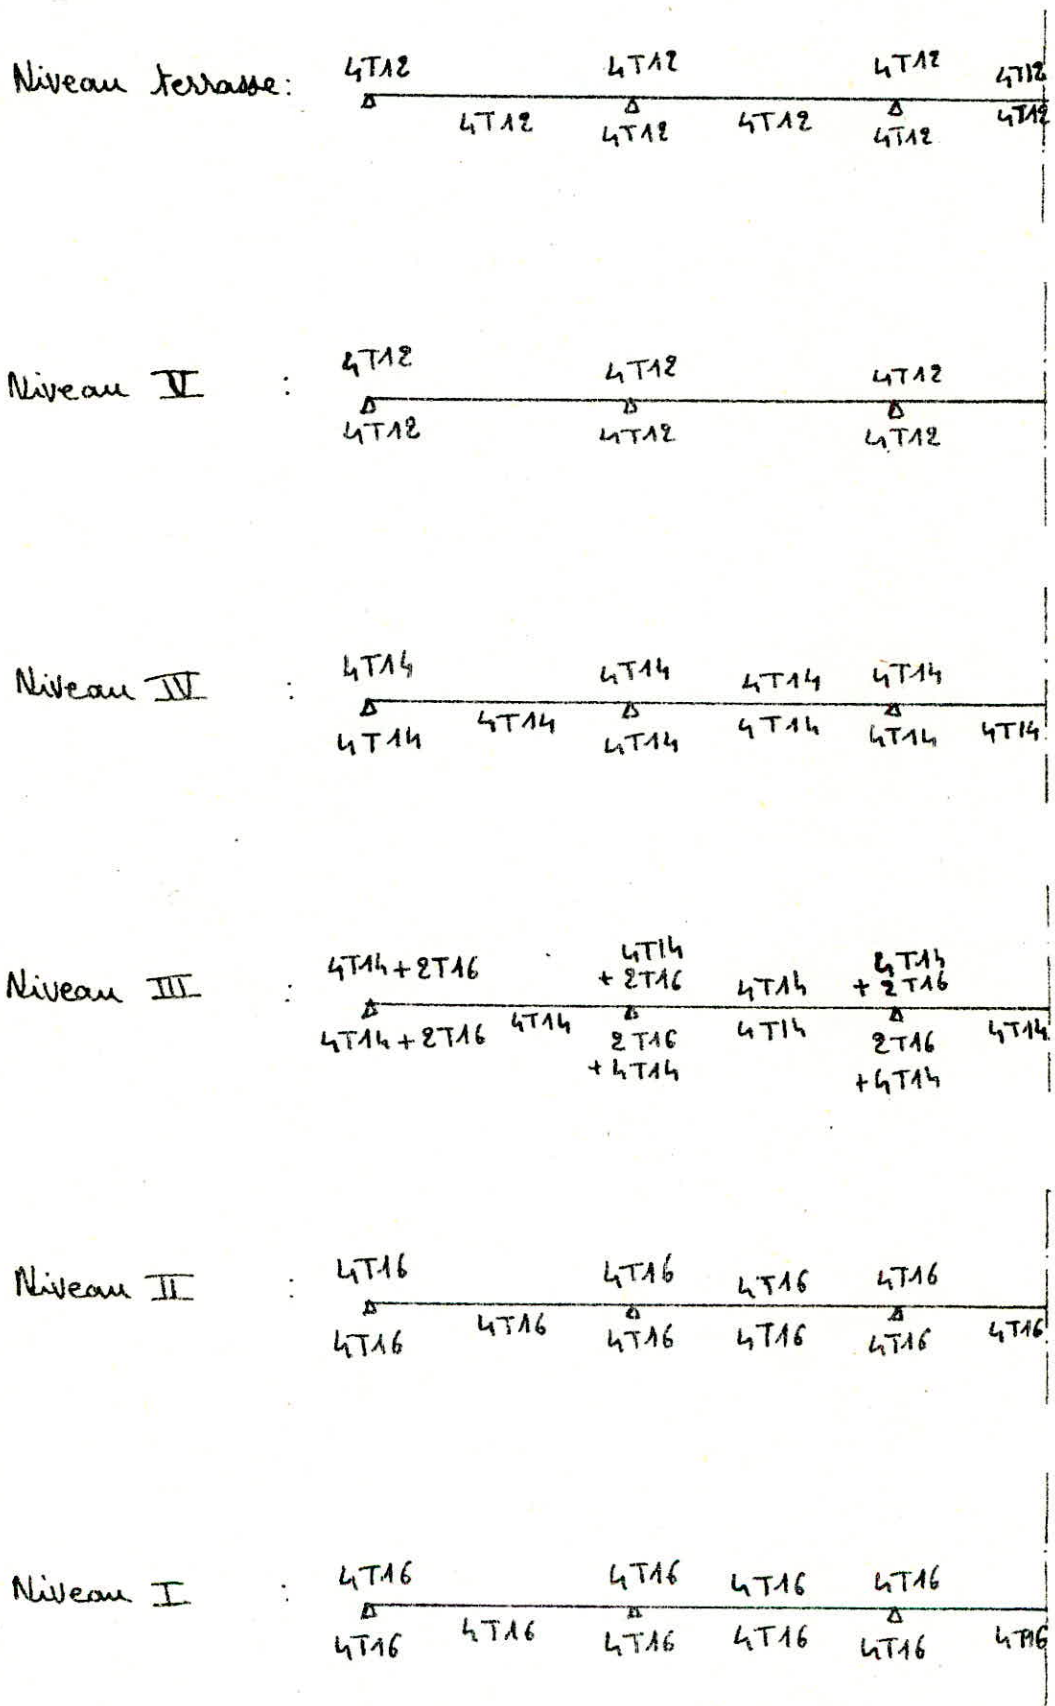 Niveau terrasse: 4T12 4T12 4T12 4T12
4T12 4T12 4T12 4T12 4T12
4T12 4T12 4T12
Niveau V :
4T12 4T12 4T12
4T14 4T14 4T14 4T14
Niveau IV :
4T14 4T14 4T14 4T14 4T14 4T14
4T14+2T16 4T14 4T14 4T14
+2T16 +2T16
Niveau III :
4T14+2T16 4T14 2T16 4T14 2T16 4T14
+4T14 +4T14
4T16 4T16 4T16 4T16
Niveau II :
4T16 4T16 4T16 4T16 4T16 4T16
4T16 4T16 4T16 4T16
Niveau I :
4T16 4T16 4T16 4T16 4T16 4T16